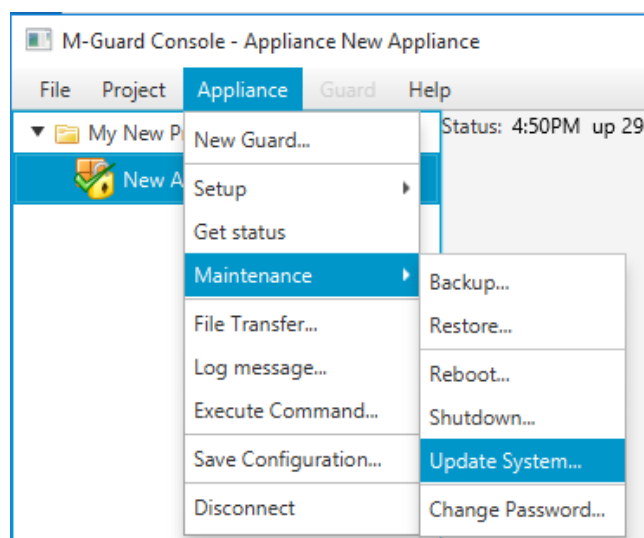 M-Guard Console - Appliance New Appliance
File Project Appliance Guard Help
My New P
Status: 4:50PM up 29
New A
New Guard...
Setup
Get status
Maintenance
File Transfer...
Log message...
Execute Command...
Save Configuration...
Disconnect
Backup...
Restore...
Reboot...
Shutdown...
Update System...
Change Password...